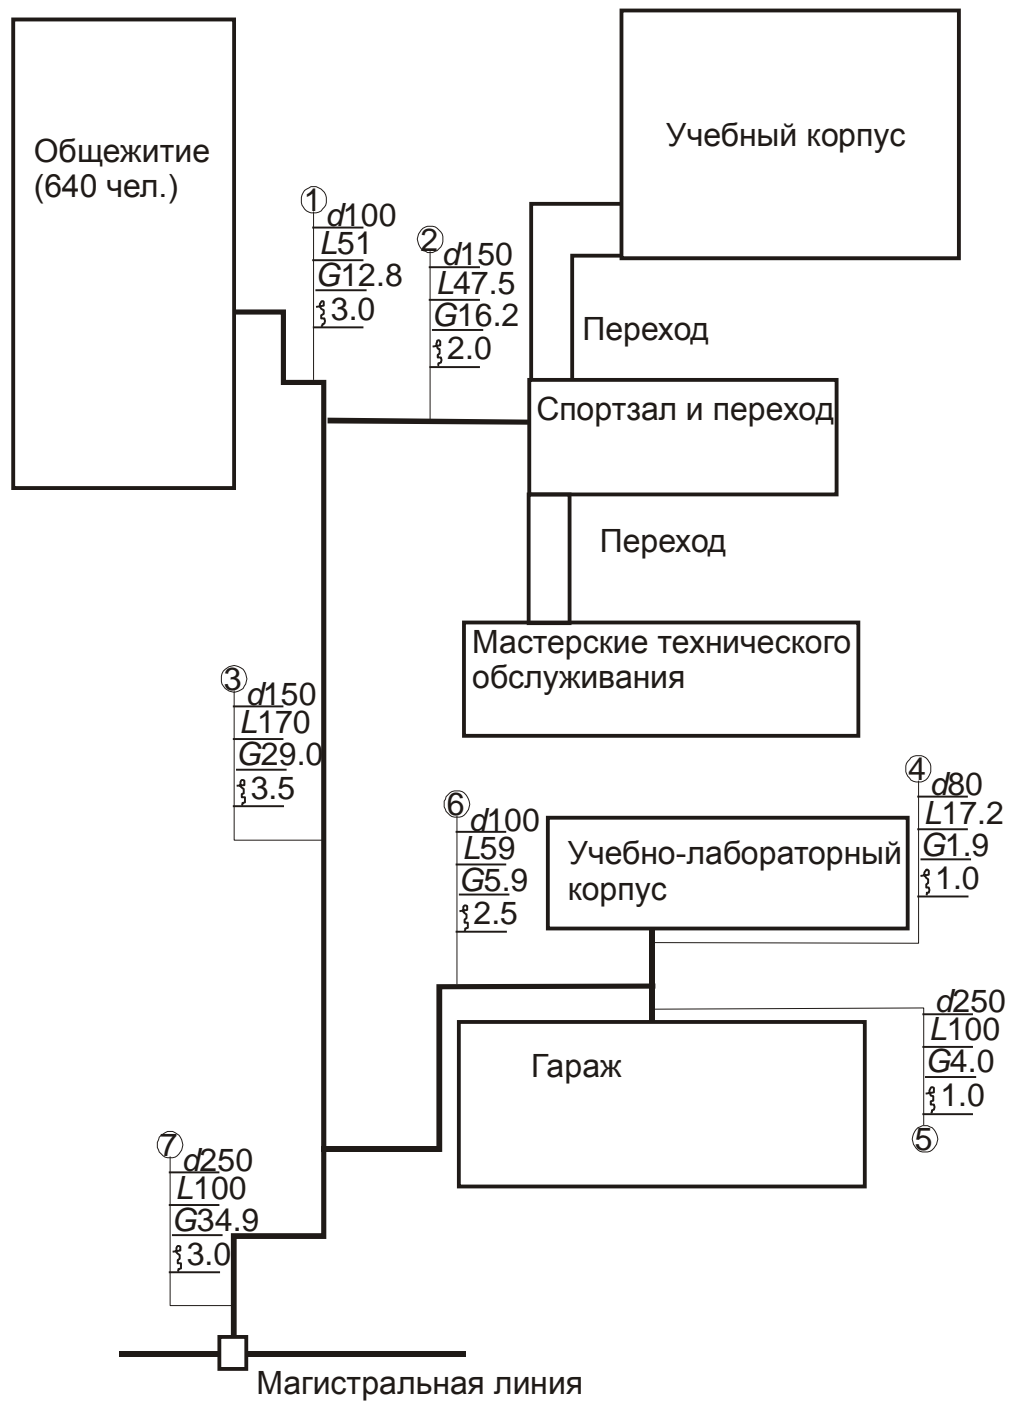 Учебный корпус
Общежитие
(640 чел.)
1
d100
L51
G12.8
ξ3.0
2
d150
L47.5
G16.2
ξ2.0
Переход
Спортзал и переход
Переход
Мастерские технического
обслуживания
3
d150
L170
G29.0
ξ3.5
4
d80
L17.2
G1.9
ξ1.0
6
d100
L59
G5.9
ξ2.5
Учебно-лабораторный
корпус
d250
L100
G4.0
ξ1.0
5
Гараж
7
d250
L100
G34.9
ξ3.0
Магистральная линия